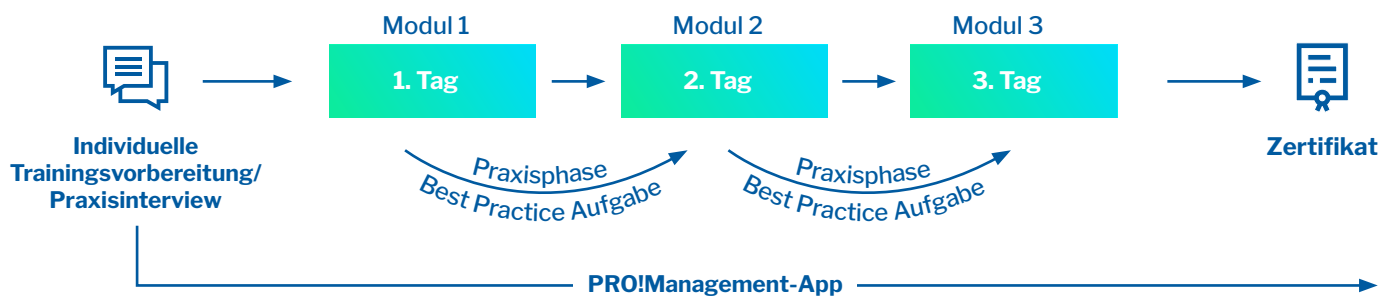 Modul 1
Modul 2
Modul 3
1. Tag
2. Tag
3. Tag
Individuelle
Trainingsvorbereitung/
Praxisinterview
Zertifikat
Praxisphase
Best Practice Aufgabe
Praxisphase
Best Practice Aufgabe
PRO!Management-App